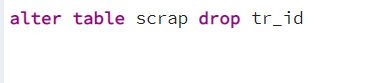 alter table scrap drop tr_id